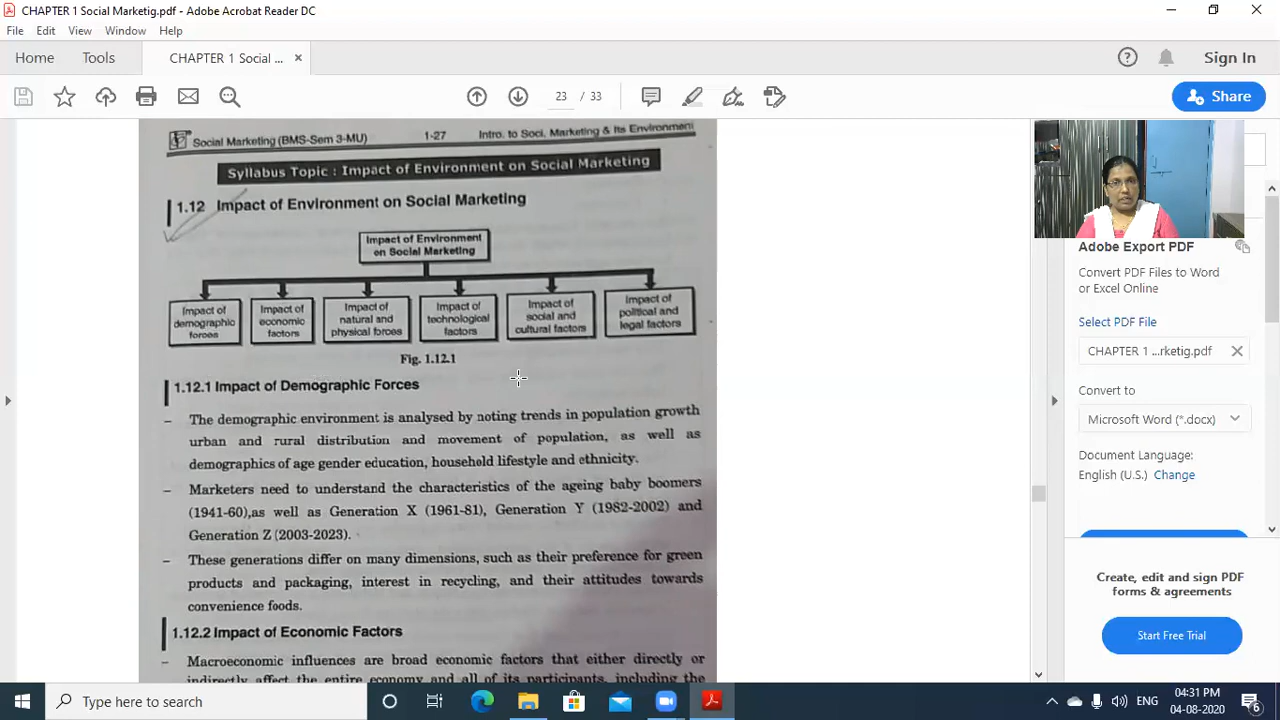 CHAPTER 1 Social Marketig.pdf - Adobe Acrobat Reader DC
File Edit View Window Help
Home Tools CHAPTER 1 Social ... ×
23 / 33
Sign In
Share
Social Marketing (BMS-Sem 3-MU) 1-27 Intro. to Soci. Marketing & Its Environment
Syllabus Topic : Impact of Environment on Social Marketing
1.12 Impact of Environment on Social Marketing
Impact of Environment
on Social Marketing
Impact of
demographic
forces
Impact of
economic
factors
Impact of
natural and
physical forces
Impact of
technological
factors
Impact of
social and
cultural factors
Impact of
political and
legal factors
Fig. 1.12.1
1.12.1 Impact of Demographic Forces
– The demographic environment is analysed by noting trends in population growth
urban and rural distribution and movement of population, as well as
demographics of age gender education, household lifestyle and ethnicity.
– Marketers need to understand the characteristics of the ageing baby boomers
(1941-60),as well as Generation X (1961-81), Generation Y (1982-2002) and
Generation Z (2003-2023).
– These generations differ on many dimensions, such as their preference for green
products and packaging, interest in recycling, and their attitudes towards
convenience foods.
1.12.2 Impact of Economic Factors
– Macroeconomic influences are broad economic factors that either directly or
indirectly affect the entire economy and all of its participants, including the
Adobe Export PDF
Convert PDF Files to Word
or Excel Online
Select PDF File
CHAPTER 1 ...rketig.pdf
Convert to
Microsoft Word (*.docx)
Document Language:
English (U.S.) Change
Create, edit and sign PDF
forms & agreements
Start Free Trial
Type here to search
ENG
04:31 PM
04-08-2020
6